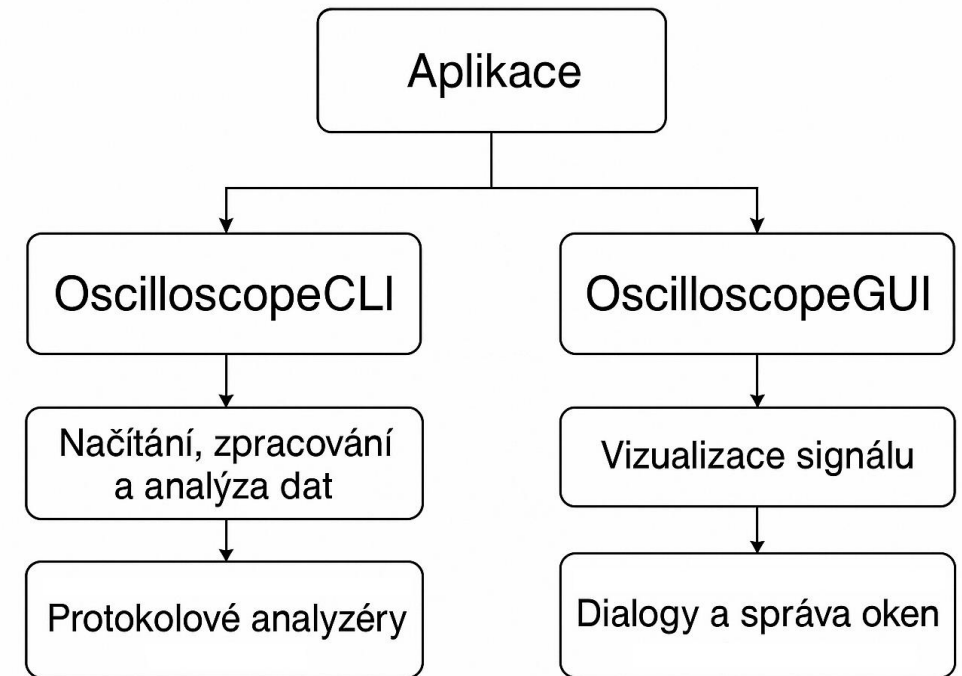 Aplikace
OscilloscopeCLI
OscilloscopeGUI
Načítání, zpracování
a analýza dat
Vizualizace signálu
Protokolové analyzéry
Dialogy a správa oken